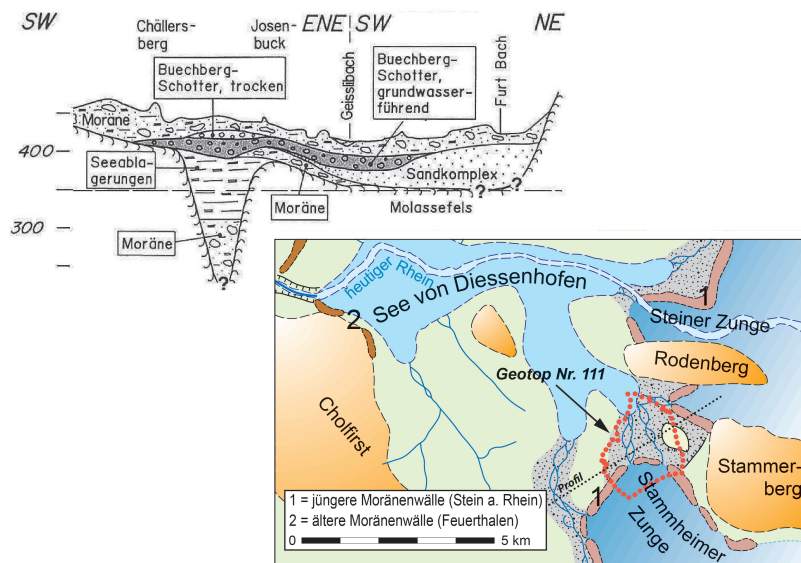 SW
Chällers-
berg
Josen-
buck
ENE
SW
NE
Geisslibach
Furt Bach
Buechberg-
Schotter, trocken
Buechberg-
Schotter,
grundwasser-
führend
Moräne
400
Seeabla-
gerungen
Sandkomplex
? ?
Moräne
Molassefels
300
Moräne
?
heutiger Rhein
See von Diessenhofen
1
2
Steiner Zunge
Rodenberg
Geotop Nr. 111
Cholfirst
Profil
1
Stammheimer
Zunge
Stammer-
berg
1 = jüngere Moränenwälle (Stein a. Rhein)
2 = ältere Moränenwälle (Feuerthalen)
0 5 km